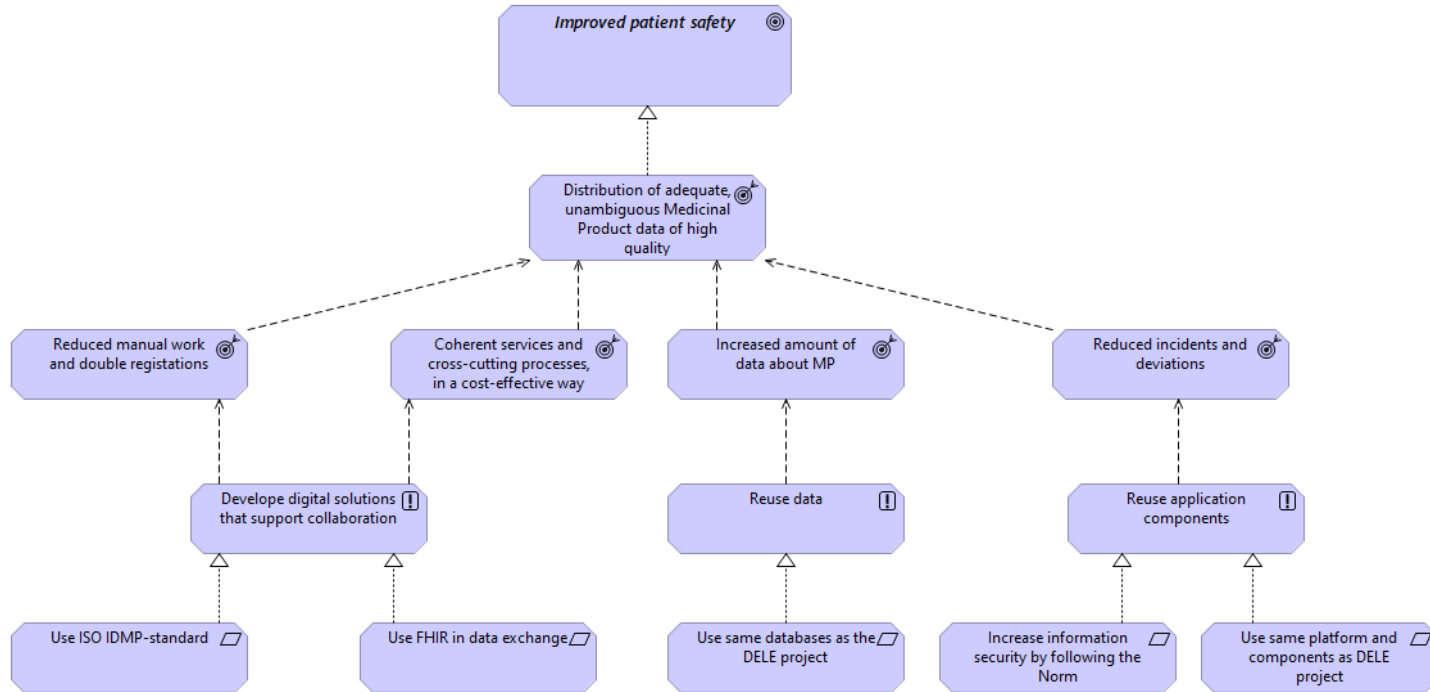 Improved patient safety
Distribution of adequate,
unambiguous Medicinal
Product data of high
quality
Reduced manual work
and double registations
Coherent services and
cross-cutting processes,
in a cost-effective way
Increased amount of
data about MP
Reduced incidents and
deviations
Develope digital solutions
that support collaboration
Reuse data
Reuse application
components
Use ISO IDMP-standard
Use FHIR in data exchange
Use same databases as the
DELE project
Increase information
security by following the
Norm
Use same platform and
components as DELE
project